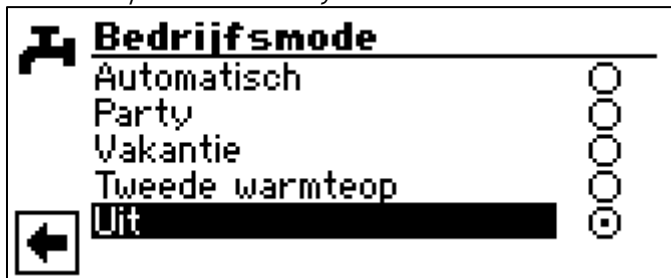 Bedrijfsmode
Automatisch
Party
Vakantie
Tweede warmteop
Uit